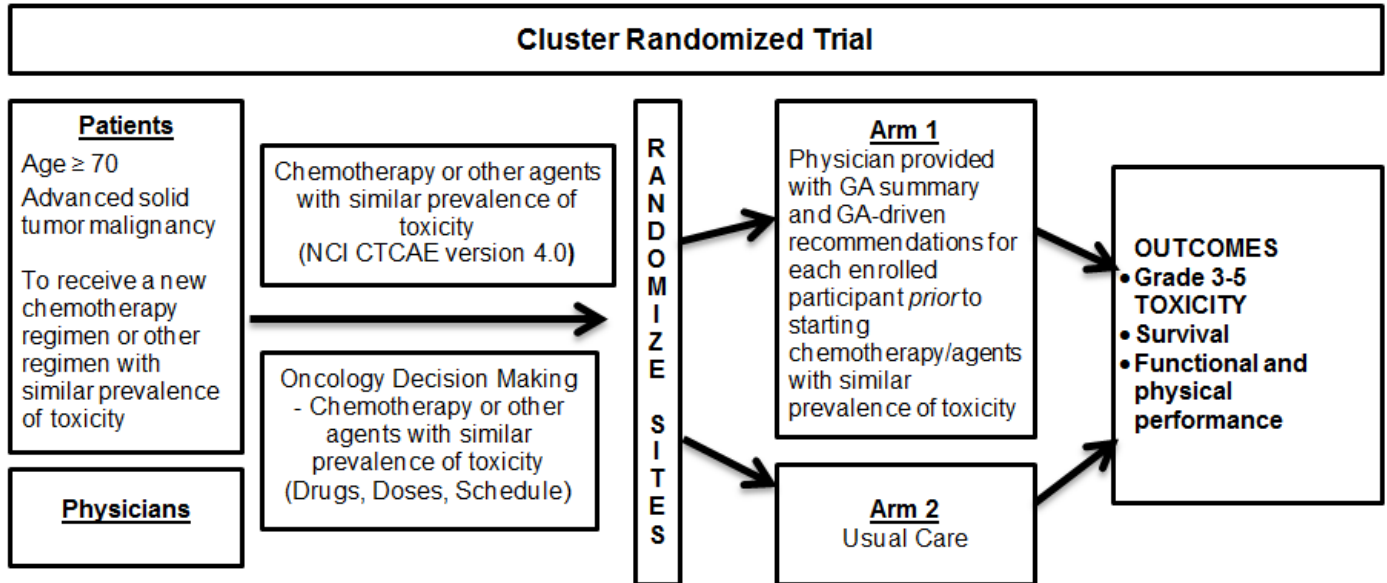 Cluster Randomized Trial
Patients
Age ≥ 70
Advanced solid
tumor malignancy
To receive a new
chemotherapy
regimen or other
regimen with
similar prevalence
of toxicity
Physicians
Chemotherapy or other agents
with similar prevalence of
toxicity
(NCI CTCAE version 4.0)
Oncology Decision Making
- Chemotherapy or other
agents with similar
prevalence of toxicity
(Drugs, Doses, Schedule)
RANDOMIZE SITES
Arm 1
Physician provided
with GA summary
and GA-driven
recommendations for
each enrolled
participant prior to
starting
chemotherapy/agents
with similar
prevalence of toxicity
Arm 2
Usual Care
OUTCOMES
• Grade 3-5
TOXICITY
• Survival
• Functional and
physical
performance